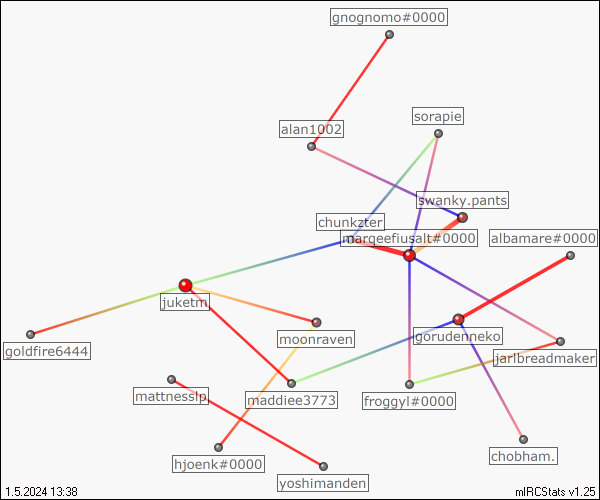 gnognomo#0000
sorapie
alan1002
swanky.pants
chunkzter
margeefiusalt#0000
albamare#0000
juketm
moonraven
gorudenneko
goldfire6444
jarlbreadmaker
mattnesslp
maddiee3773
froggyl#0000
hjoenk#0000
chobham.
yoshimanden
1.5.2024 13:38
mIRCStats v1.25